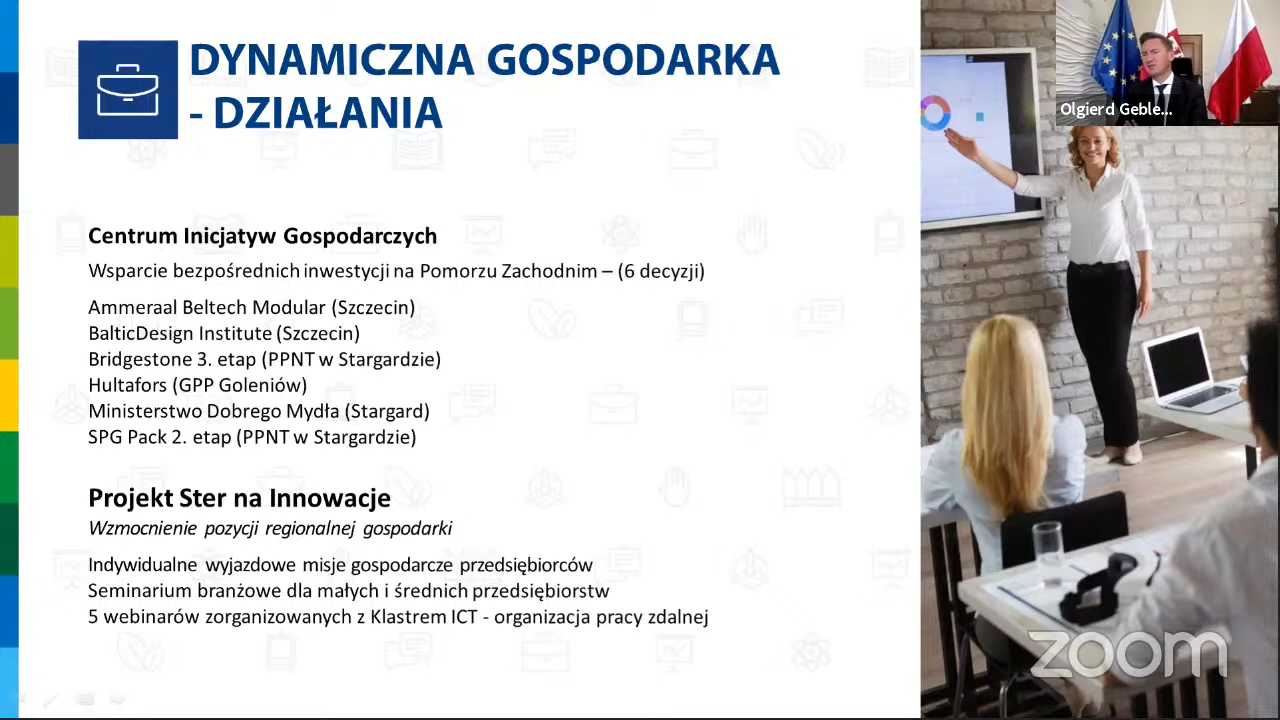 DYNAMICZNA GOSPODARKA
- DZIAŁANIA
Olgierd Geble...
Centrum Inicjatyw Gospodarczych
Wsparcie bezpośrednich inwestycji na Pomorzu Zachodnim – (6 decyzji)
Ammeraal Beltech Modular (Szczecin)
BalticDesign Institute (Szczecin)
Bridgestone 3. etap (PPNT w Stargardzie)
Hultafors (GPP Goleniów)
Ministerstwo Dobrego Mydła (Stargard)
SPG Pack 2. etap (PPNT w Stargardzie)
Projekt Ster na Innowacje
Wzmocnienie pozycji regionalnej gospodarki
Indywidualne wyjazdowe misje gospodarcze przedsiębiorców
Seminarium branżowe dla małych i średnich przedsiębiorstw
5 webinarów zorganizowanych z Klastrem ICT - organizacja pracy zdalnej
zoom